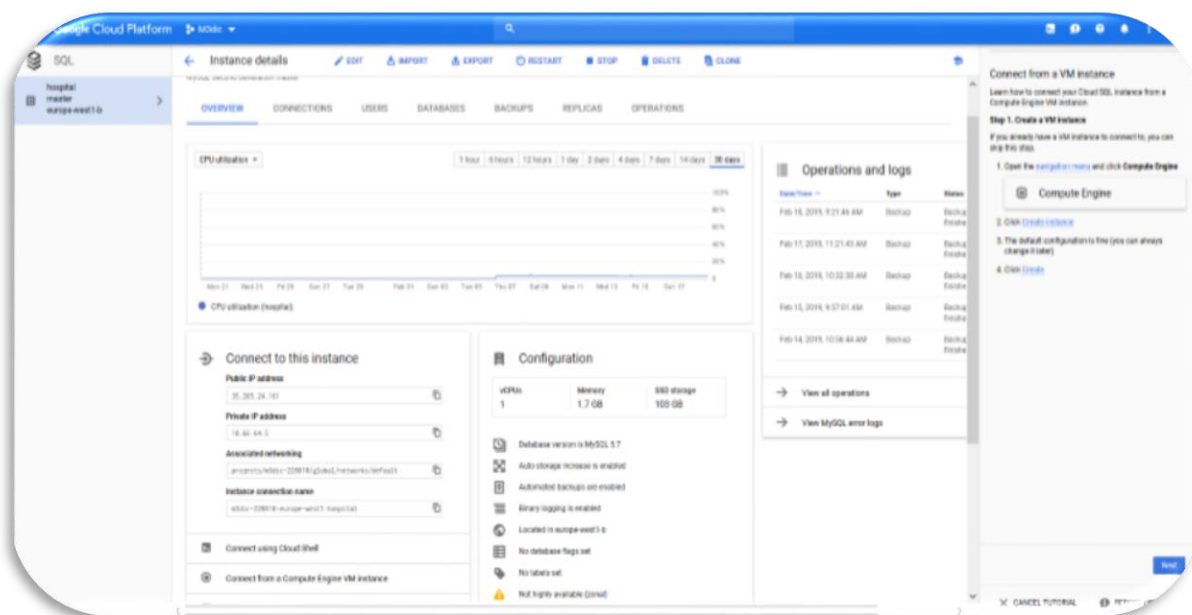 Google Cloud Platform
SQL
Instance details
EDIT
IMPORT
EXPORT
RESTART
STOP
DELETE
CLONE
hospital
master
europe-west1-b
OVERVIEW
CONNECTIONS
USERS
DATABASES
BACKUPS
REPLICAS
OPERATIONS
CPU utilization
1 hour 6 hours 12 hours 1 day 2 days 4 days 7 days 14 days 30 days
100%
80%
60%
40%
20%
0
CPU utilization (hospital)
Connect to this instance
Public IP address
Private IP address
Associated networking
Instance connection name
Connect using Cloud Shell
Connect from a Compute Engine VM instance
Configuration
vCPUs Memory SSD storage
1 1.7 GB
Database version is MySQL 5.7
Auto storage increase is enabled
Automated backups are enabled
Binary logging is enabled
Located in europe-west1-b
No database flags set
No labels set
Not highly available (zonal)
Operations and logs
Date/Time Type Status
Feb 18, 2019, 9:21:46 AM Backup
Feb 17, 2019, 11:21:43 AM Backup
Feb 16, 2019, 10:32:38 AM Backup
Feb 15, 2019, 9:57:01 AM Backup
Feb 14, 2019, 10:56:44 AM Backup
View all operations
View MySQL error logs
Connect from a VM instance
Learn how to connect your Cloud SQL instance from a
Compute Engine VM instance.
Step 1. Create a VM instance
If you already have a VM instance to connect to, you can
skip this step.
1. Open the navigation menu and click Compute Engine
Compute Engine
2. Click Create instance
3. The default configuration is fine (you can always
change it later)
4. Click Create
Next
CANCEL TUTORIAL